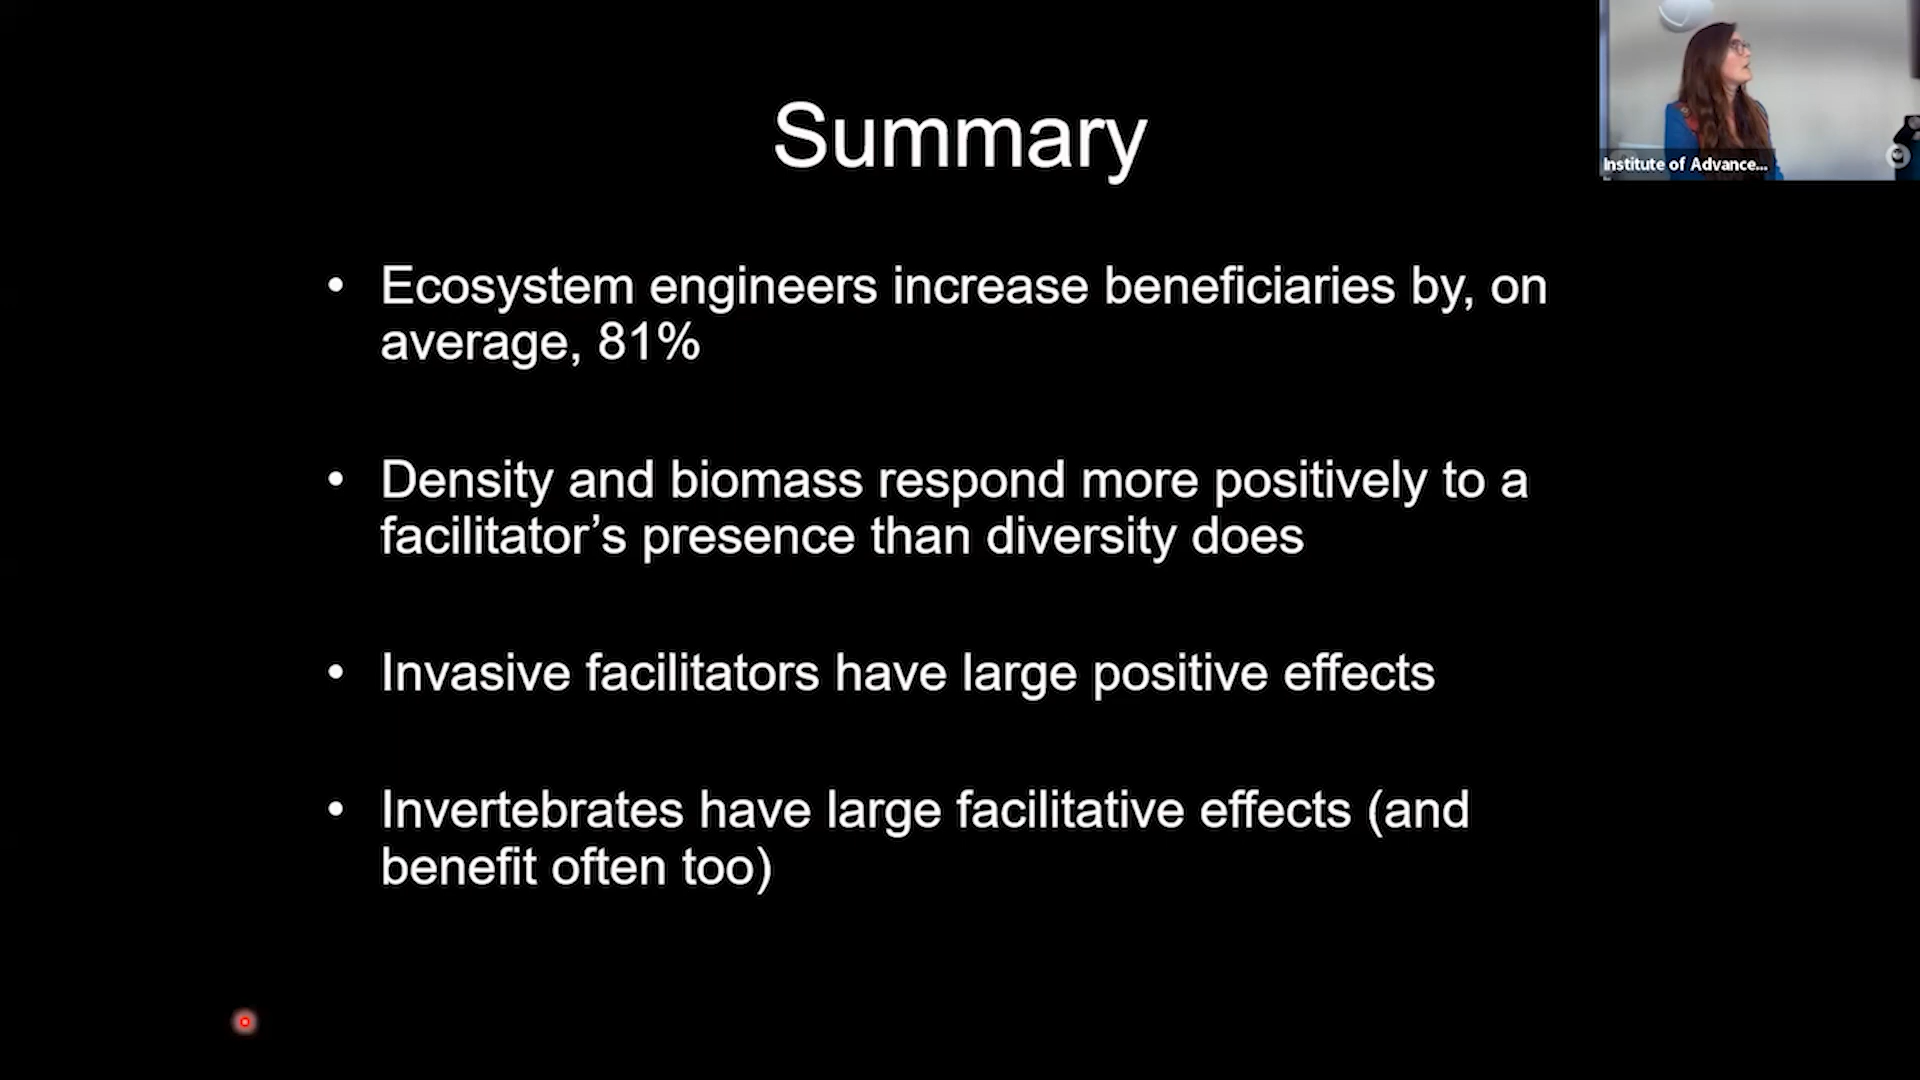 Summary
Institute of Advance...
• Ecosystem engineers increase beneficiaries by, on
average, 81%
• Density and biomass respond more positively to a
facilitator’s presence than diversity does
• Invasive facilitators have large positive effects
• Invertebrates have large facilitative effects (and
benefit often too)